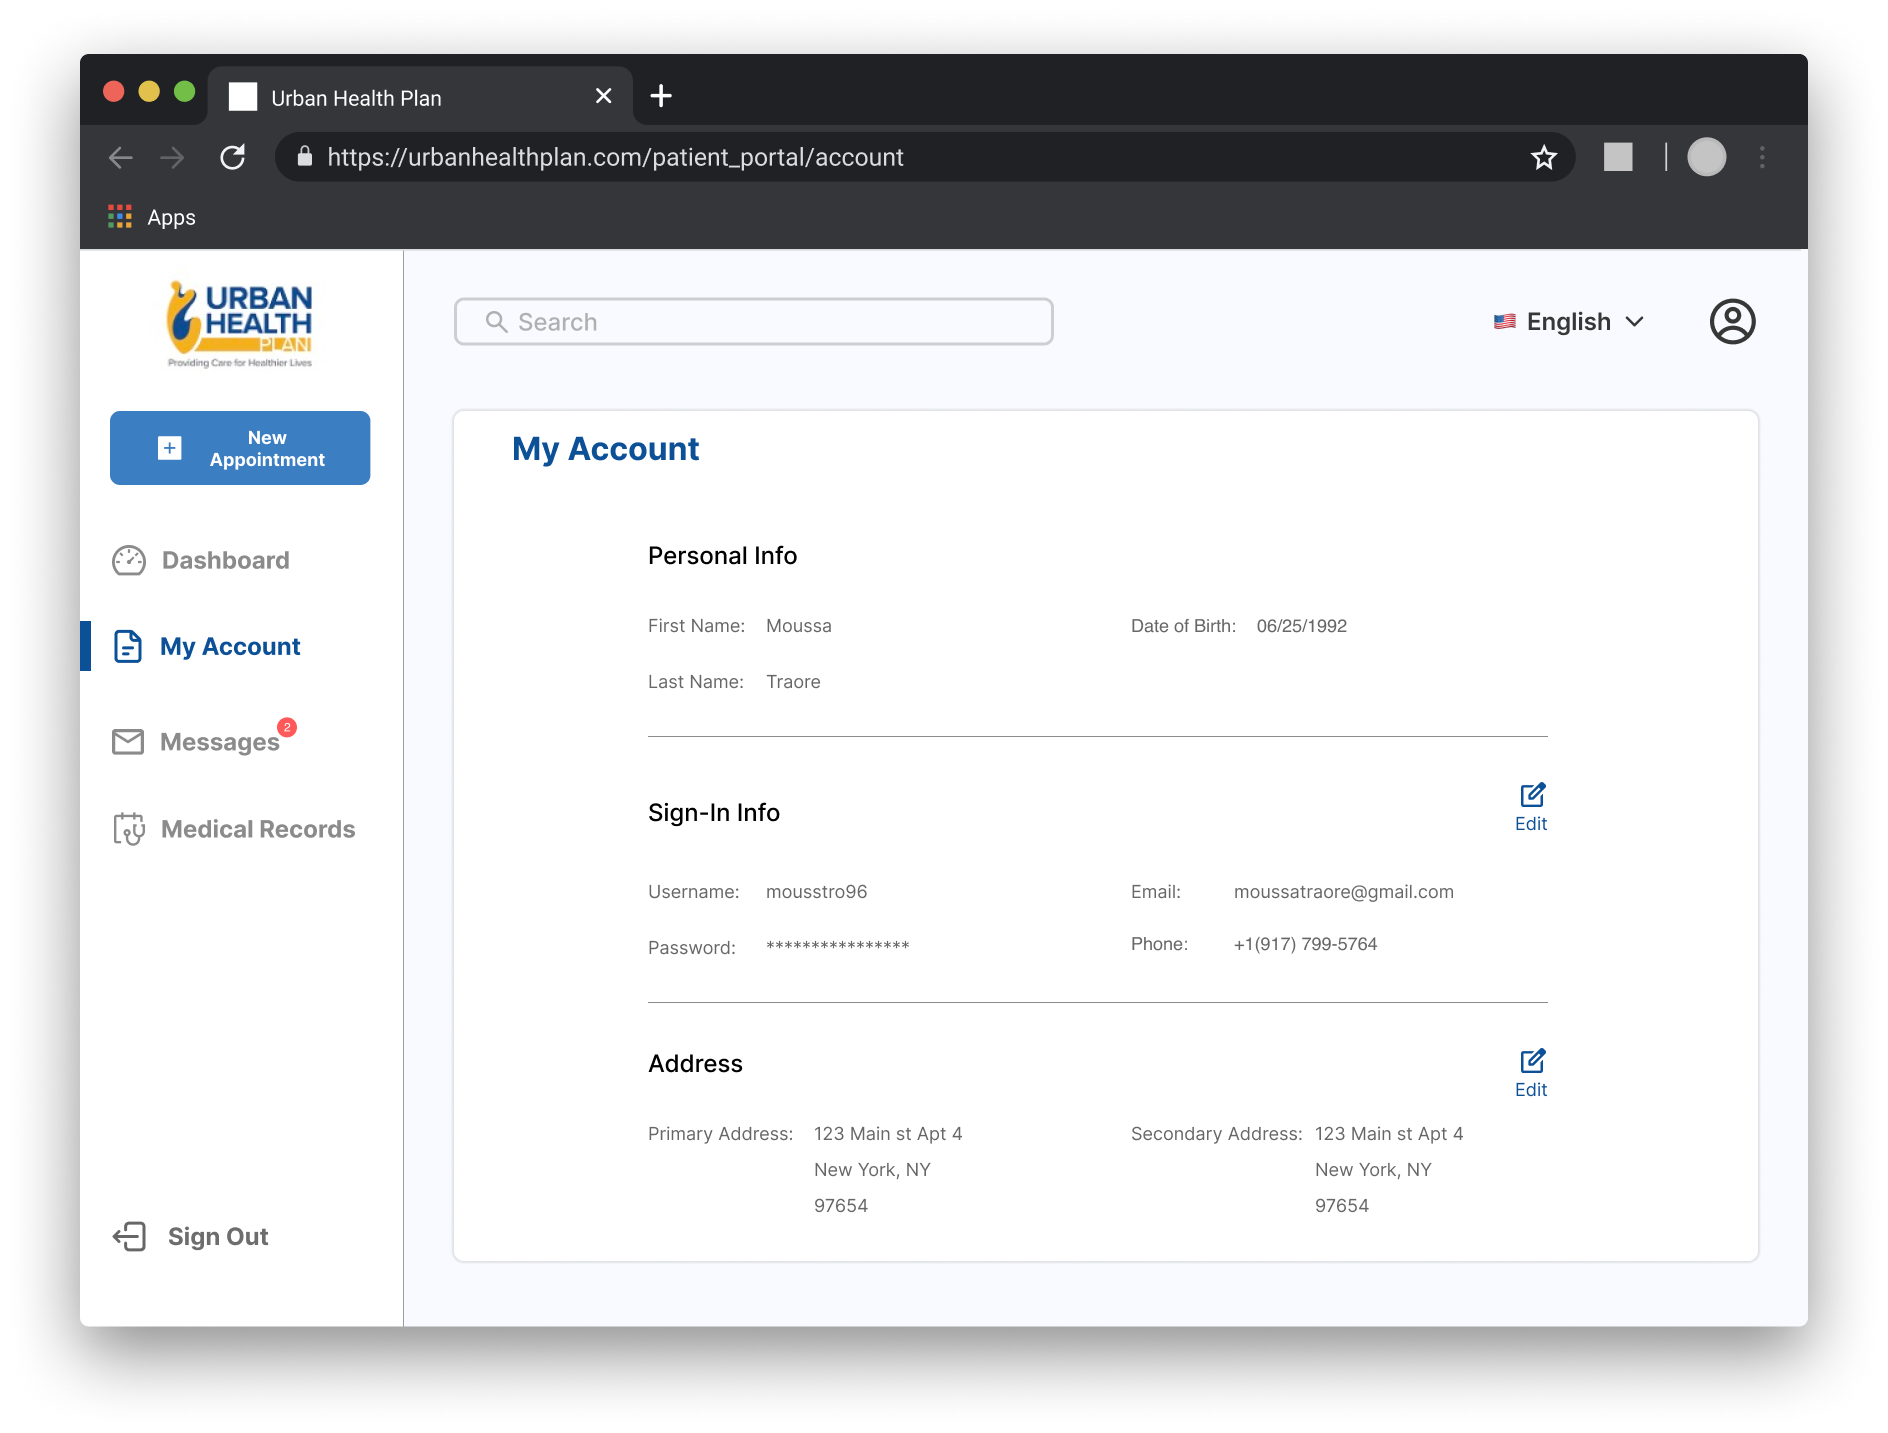 Urban Health Plan
https://urbanhealthplan.com/patient_portal/account
Apps
URBAN
HEALTH
PLAN
Providing Care for Healthier Lives
Search
English
New
Appointment
Dashboard
My Account
Messages 2
Medical Records
Sign Out
My Account
Personal Info
First Name: Moussa
Date of Birth: 06/25/1992
Last Name: Traore
Sign-In Info
Edit
Username: mousstro96
Email: moussatraore@gmail.com
Password: ****************
Phone: +1(917) 799-5764
Address
Edit
Primary Address: 123 Main st Apt 4
New York, NY
97654
Secondary Address: 123 Main st Apt 4
New York, NY
97654